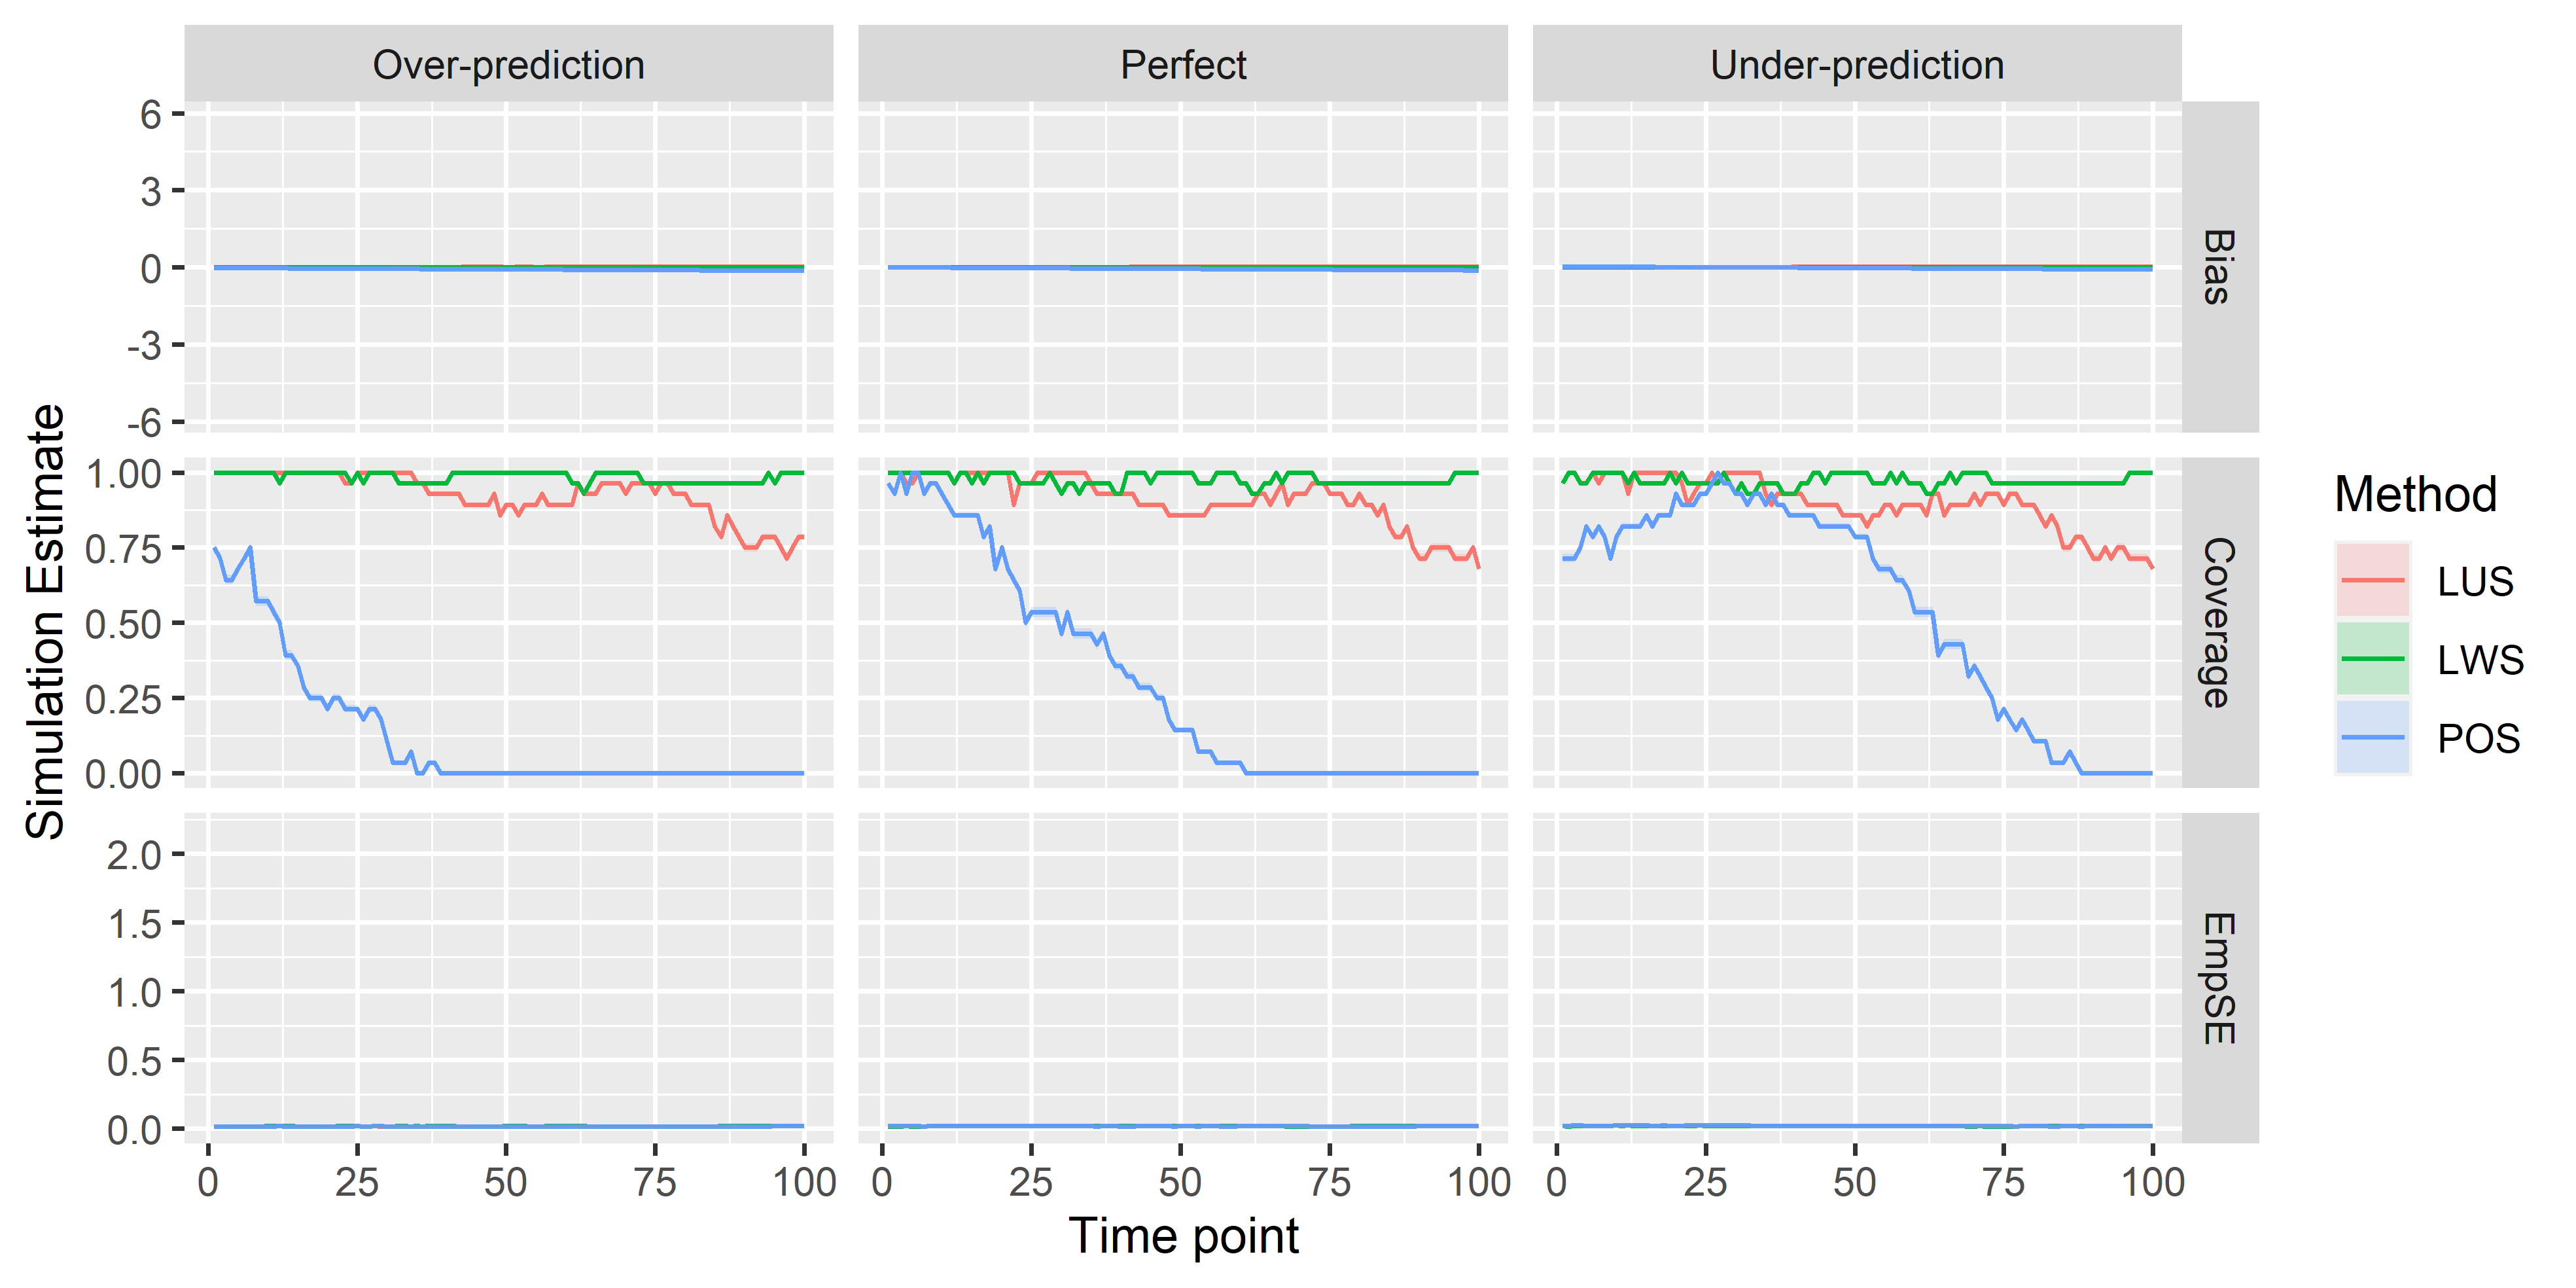 Over-prediction
Perfect
Under-prediction
6
3
0
-3
-6
Bias
1.00
0.75
0.50
0.25
0.00
Coverage
2.0
1.5
1.0
0.5
0.0
EmpSE
0 25 50 75 100
0 25 50 75 100
0 25 50 75 100
Time point
Simulation Estimate
Method
LUS
LWS
POS